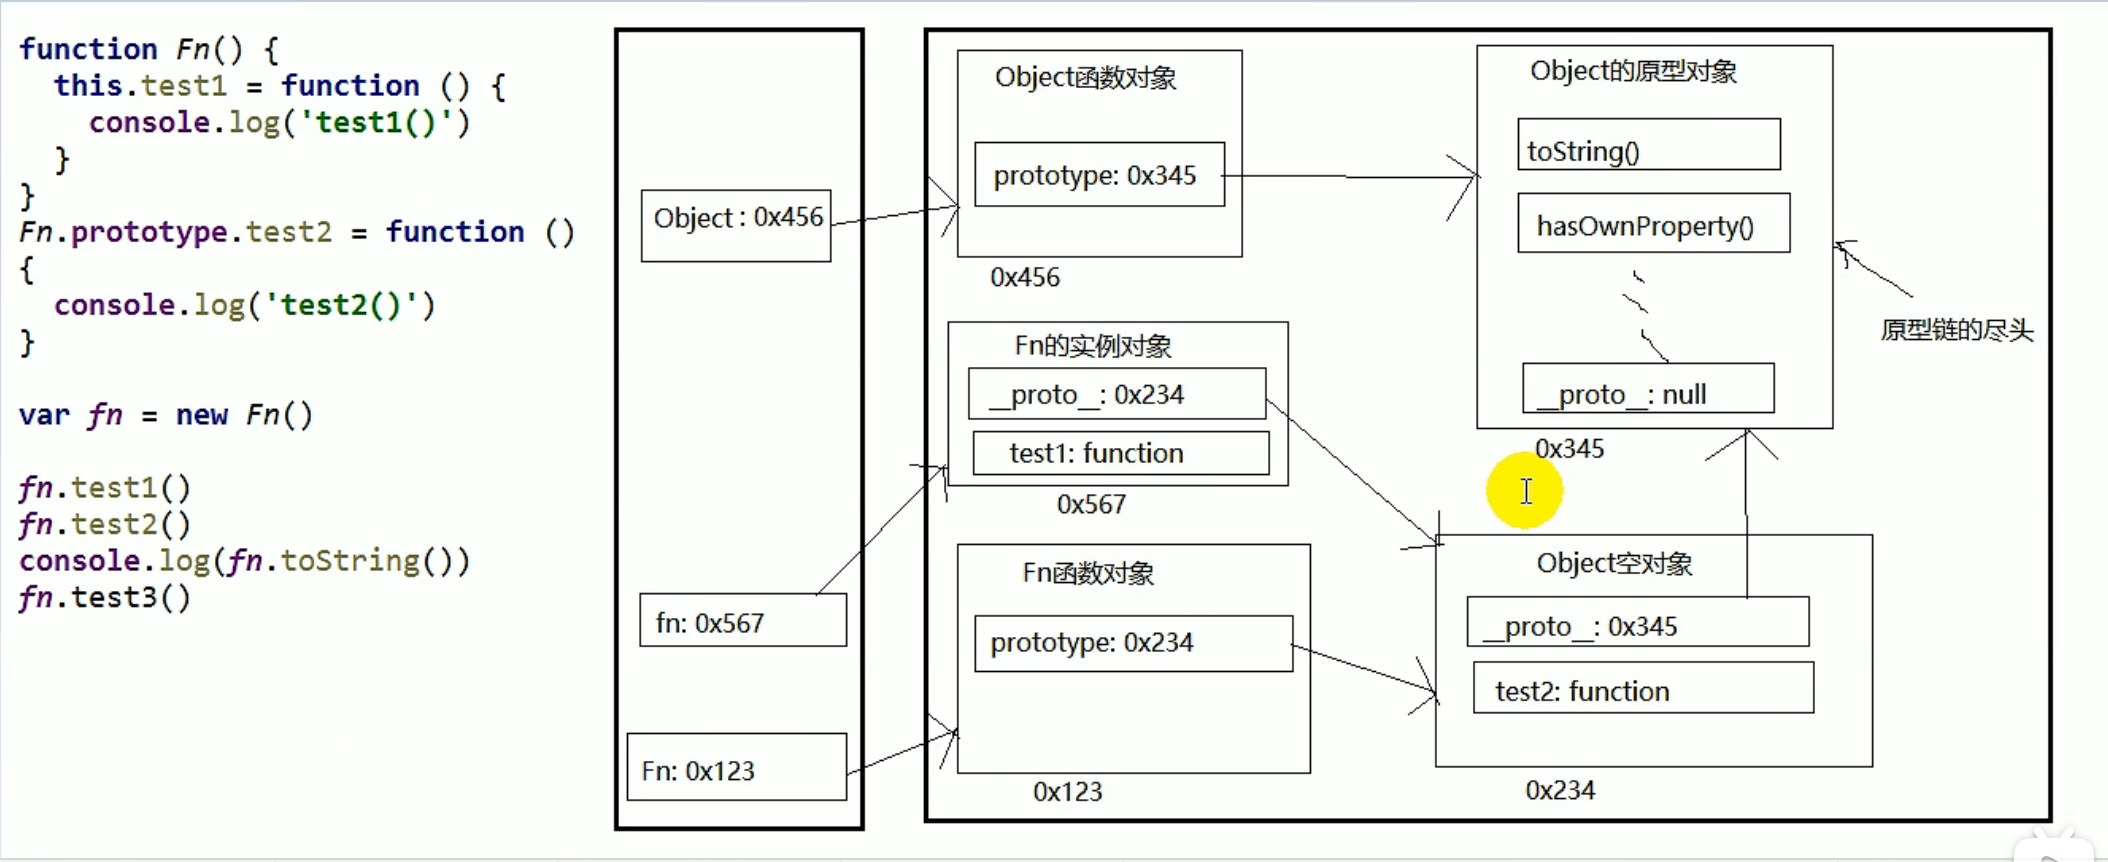 function Fn() {
  this.test1 = function () {
    console.log('test1()')
  }
}
Fn.prototype.test2 = function ()
{
  console.log('test2()')
}
var fn = new Fn()
fn.test1()
fn.test2()
console.log(fn.toString())
fn.test3()
Object : 0x456
fn: 0x567
Fn: 0x123
Object函数对象
prototype: 0x345
0x456
Fn的实例对象
__proto__: 0x234
test1: function
0x567
Fn函数对象
prototype: 0x234
0x123
Object的原型对象
toString()
hasOwnProperty()
__proto__: null
0x345
原型链的尽头
Object空对象
__proto__: 0x345
test2: function
0x234